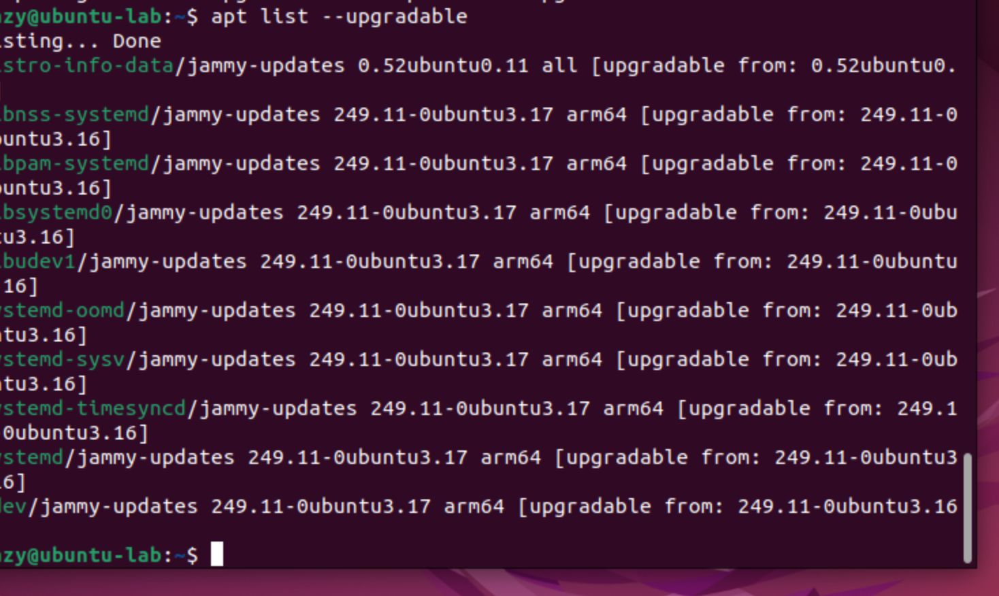 zy@ubuntu-lab:~$ apt list --upgradable
sting... Done
stro-info-data/jammy-updates 0.52ubuntu0.11 all [upgradable from: 0.52ubuntu0.
]
bnss-systemd/jammy-updates 249.11-0ubuntu3.17 arm64 [upgradable from: 249.11-0
untu3.16]
bpam-systemd/jammy-updates 249.11-0ubuntu3.17 arm64 [upgradable from: 249.11-0
untu3.16]
bsystemd0/jammy-updates 249.11-0ubuntu3.17 arm64 [upgradable from: 249.11-0ubu
tu3.16]
budev1/jammy-updates 249.11-0ubuntu3.17 arm64 [upgradable from: 249.11-0ubuntu
16]
stemd-oomd/jammy-updates 249.11-0ubuntu3.17 arm64 [upgradable from: 249.11-0ub
tu3.16]
stemd-sysv/jammy-updates 249.11-0ubuntu3.17 arm64 [upgradable from: 249.11-0ub
tu3.16]
stemd-timesyncd/jammy-updates 249.11-0ubuntu3.17 arm64 [upgradable from: 249.1
-0ubuntu3.16]
stemd/jammy-updates 249.11-0ubuntu3.17 arm64 [upgradable from: 249.11-0ubuntu3
6]
dev/jammy-updates 249.11-0ubuntu3.17 arm64 [upgradable from: 249.11-0ubuntu3.16
zy@ubuntu-lab:~$